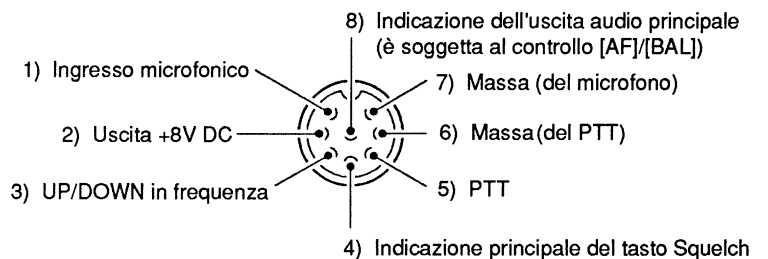 8) Indicazione dell'uscita audio principale
(è soggetta al controllo [AF]/[BAL])
1) Ingresso microfonico
7) Massa (del microfono)
2) Uscita +8V DC
6) Massa (del PTT)
3) UP/DOWN in frequenza
5) PTT
4) Indicazione principale del tasto Squelch